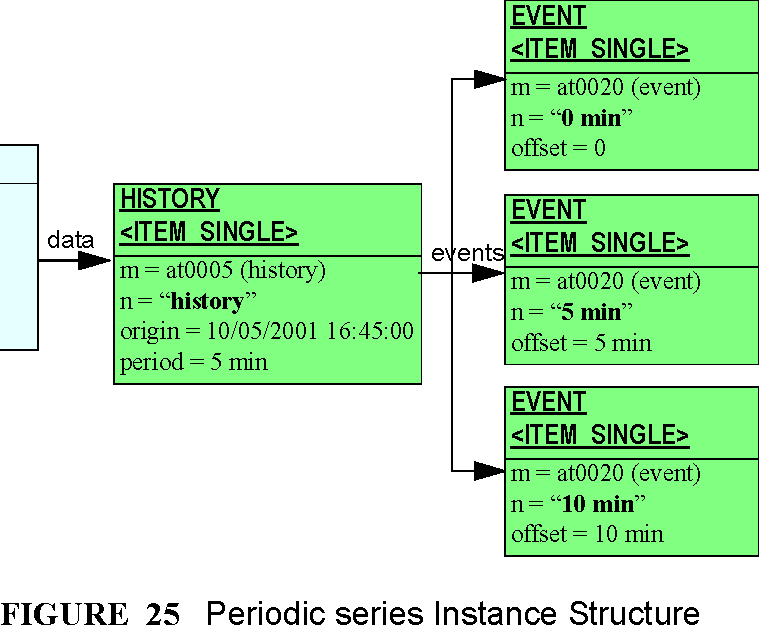 data
HISTORY
<ITEM_SINGLE>
m = at0005 (history)
n = “history”
origin = 10/05/2001 16:45:00
period = 5 min
events
EVENT
<ITEM_SINGLE>
m = at0020 (event)
n = “0 min”
offset = 0
EVENT
<ITEM_SINGLE>
m = at0020 (event)
n = “5 min”
offset = 5 min
EVENT
<ITEM_SINGLE>
m = at0020 (event)
n = “10 min”
offset = 10 min
FIGURE 25 Periodic series Instance Structure